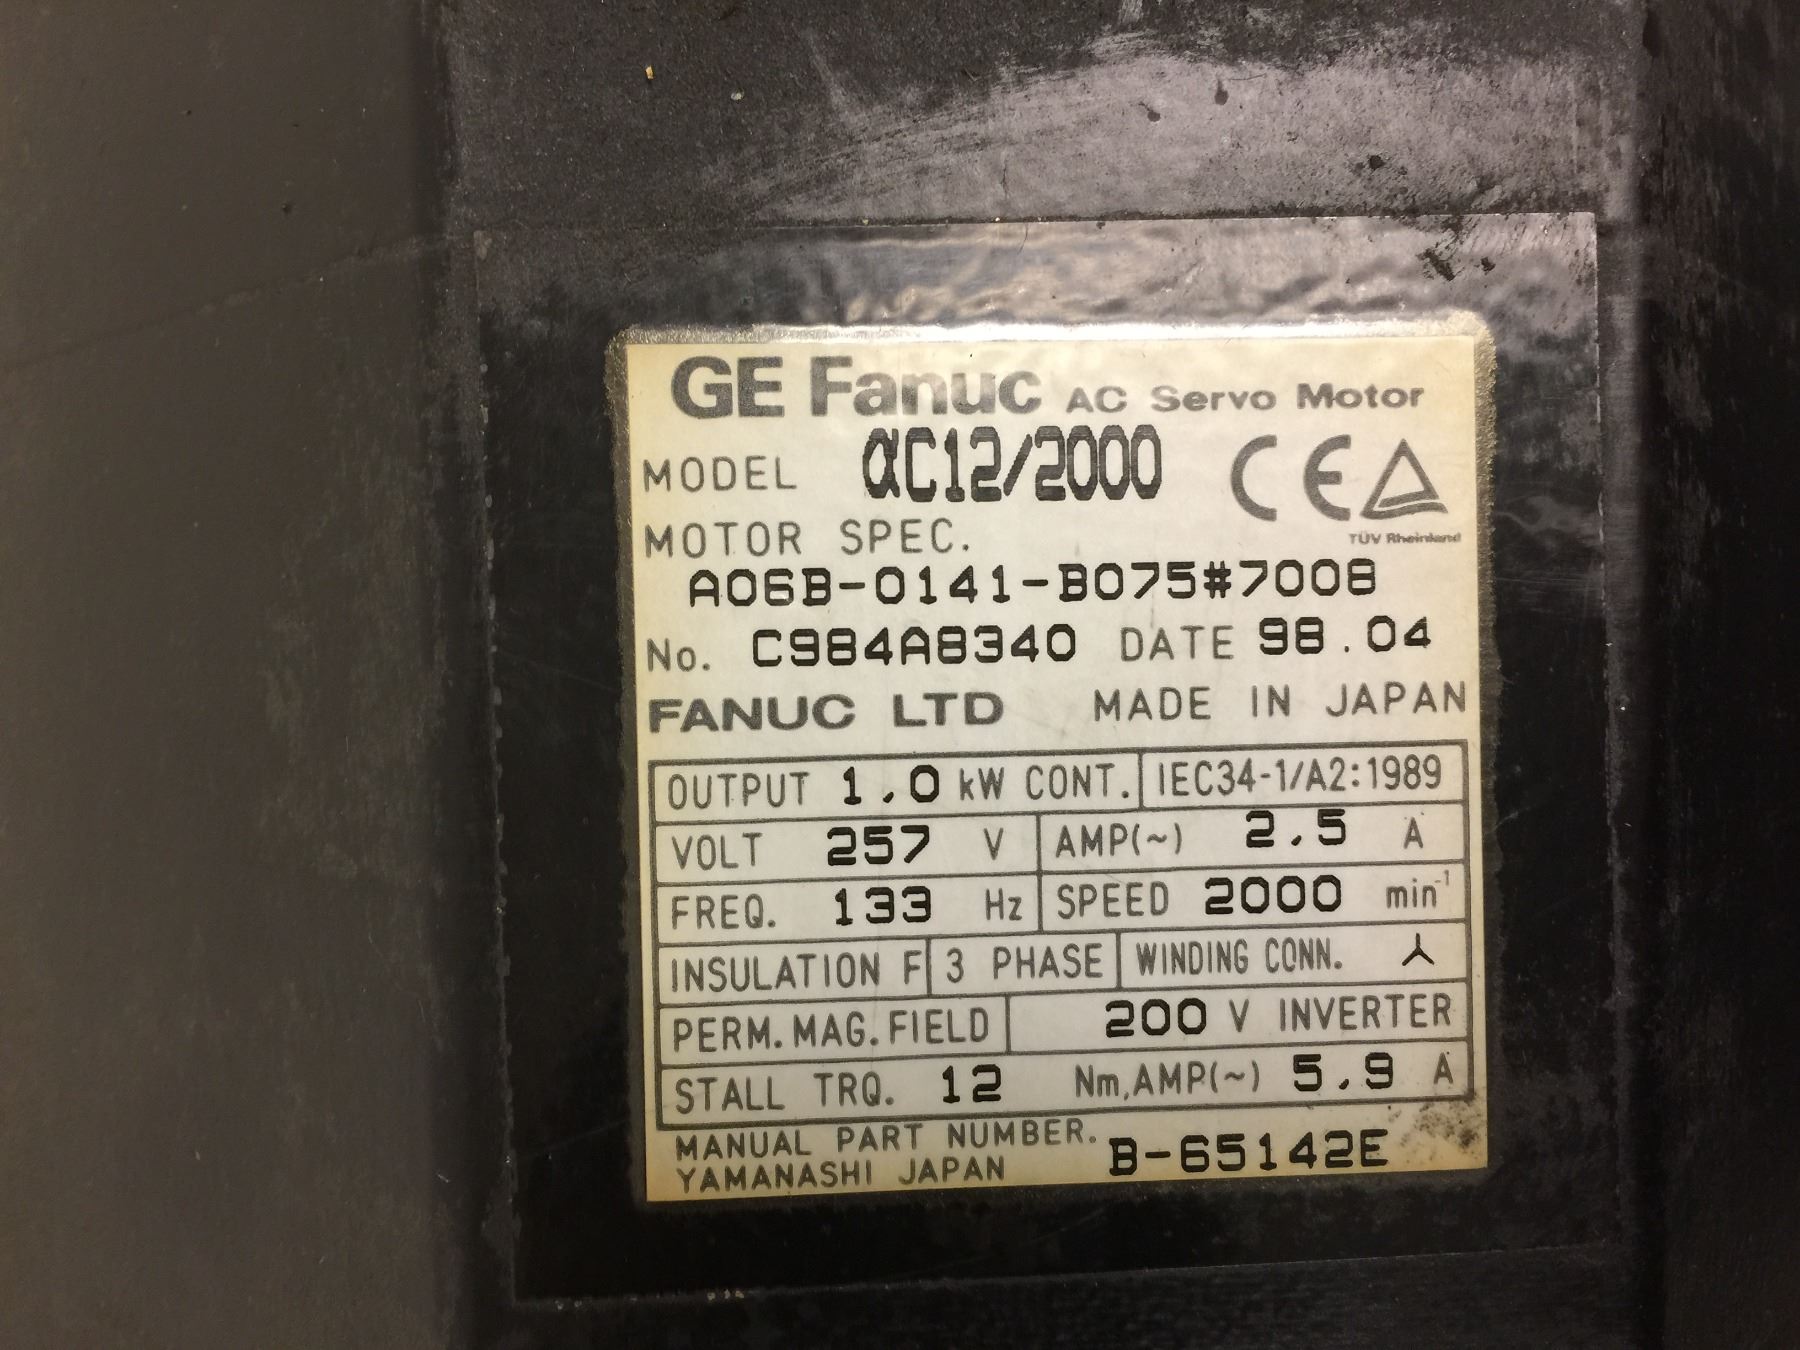 GE Fanuc AC Servo Motor
MODEL αC12/2000 CE
TÜV Rheinland
MOTOR SPEC.
A06B-0141-B075#7008
No. C984A8340 DATE 98.04
FANUC LTD MADE IN JAPAN
OUTPUT 1.0 kW CONT. IEC34-1/A2:1989
VOLT 257 V AMP(~) 2.5 A
FREQ. 133 Hz SPEED 2000 min⁻¹
INSULATION F 3 PHASE WINDING CONN.
PERM. MAG. FIELD 200 V INVERTER
STALL TRQ. 12 Nm, AMP(~) 5.9 A
MANUAL PART NUMBER. B-65142E
YAMANASHI JAPAN